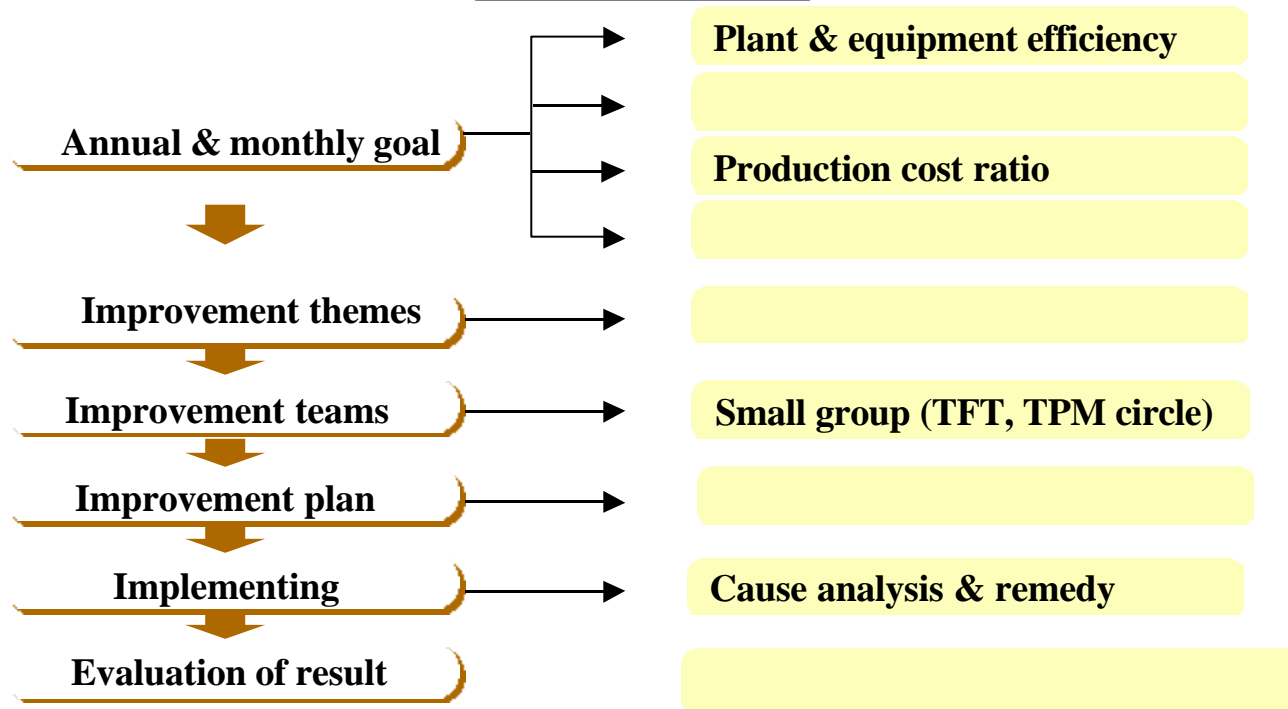 Plant & equipment efficiency
Annual & monthly goal
Production cost ratio
Improvement themes
Improvement teams
Small group (TFT, TPM circle)
Improvement plan
Implementing
Cause analysis & remedy
Evaluation of result